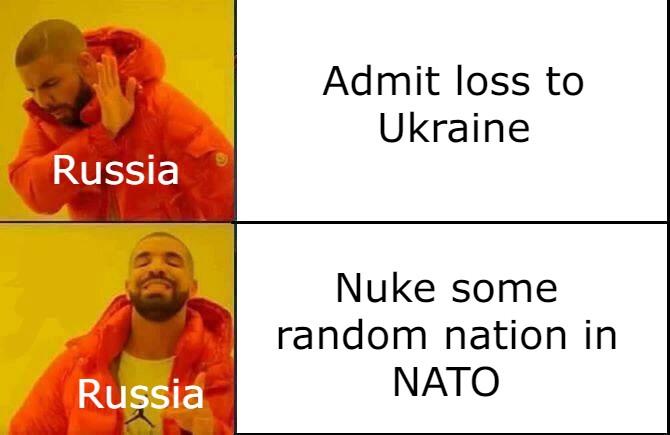 Russia
Admit loss to
Ukraine
Russia
Nuke some
random nation in
NATO